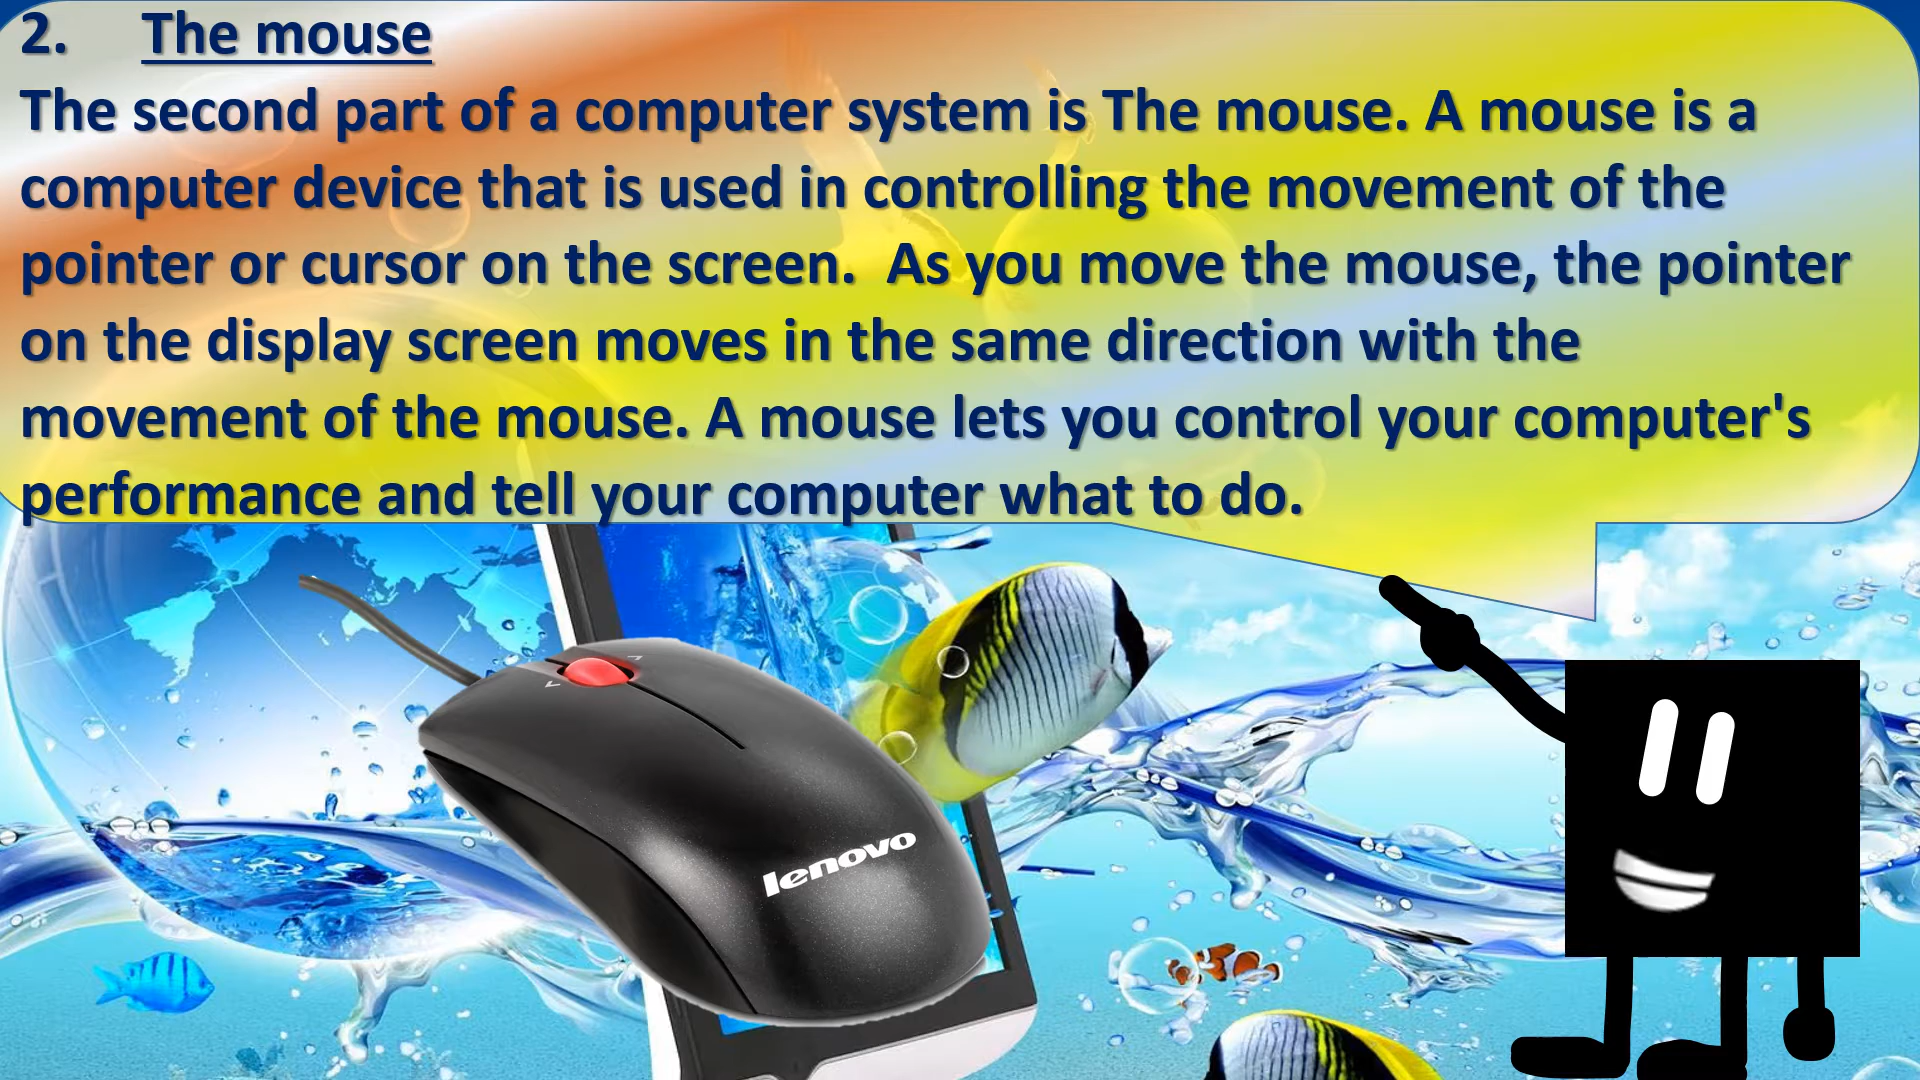 2. The mouse
The second part of a computer system is The mouse. A mouse is a
computer device that is used in controlling the movement of the
pointer or cursor on the screen.  As you move the mouse, the pointer
on the display screen moves in the same direction with the
movement of the mouse. A mouse lets you control your computer's
performance and tell your computer what to do.
lenovo